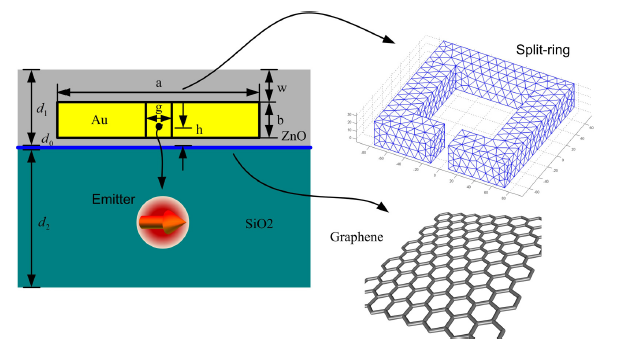 Split-ring
a
w
d1
g
b
Au
h
ZnO
d0
Emitter
d2
SiO2
Graphene